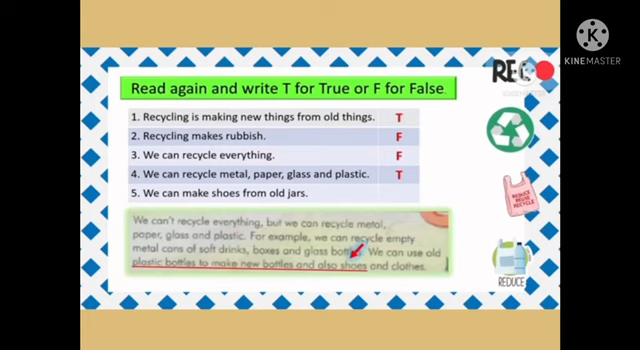 K
KINEMASTER
REC
Read again and write T for True or F for False.
1. Recycling is making new things from old things. T
2. Recycling makes rubbish. F
3. We can recycle everything. F
4. We can recycle metal, paper, glass and plastic. T
5. We can make shoes from old jars.
We can't recycle everything, but we can recycle metal,
paper, glass and plastic. For example, we can recycle empty
metal cans of soft drinks, boxes and glass bottles. We can use old
plastic bottles to make new bottles and also shoes and clothes.
REDUCE
REUSE
RECYCLE
REDUCE